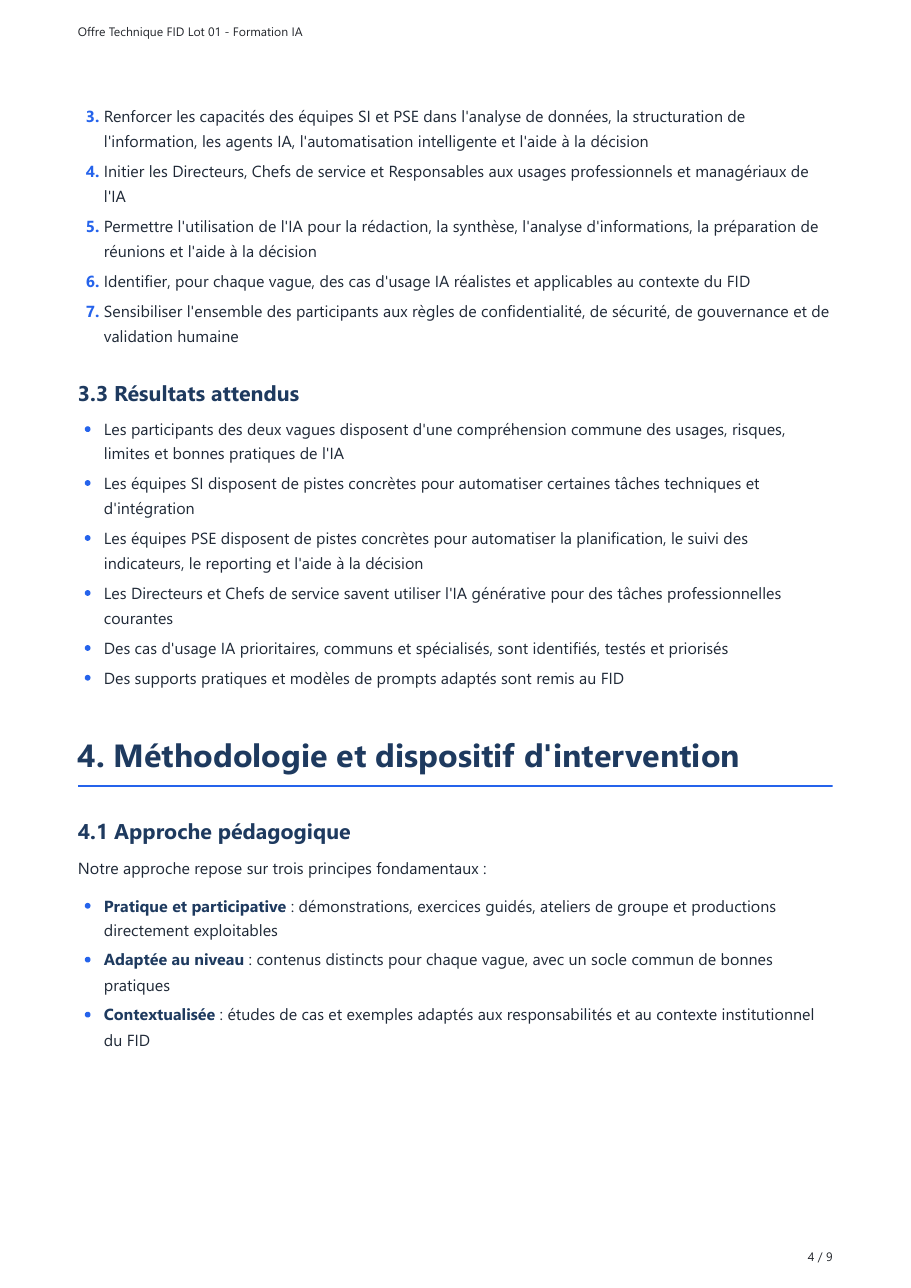 Offre Technique FID Lot 01 - Formation IA
3. Renforcer les capacités des équipes SI et PSE dans l'analyse de données, la structuration de
l'information, les agents IA, l'automatisation intelligente et l'aide à la décision
4. Initier les Directeurs, Chefs de service et Responsables aux usages professionnels et managériaux de
l'IA
5. Permettre l'utilisation de l'IA pour la rédaction, la synthèse, l'analyse d'informations, la préparation de
réunions et l'aide à la décision
6. Identifier, pour chaque vague, des cas d'usage IA réalistes et applicables au contexte du FID
7. Sensibiliser l'ensemble des participants aux règles de confidentialité, de sécurité, de gouvernance et de
validation humaine
3.3 Résultats attendus
• Les participants des deux vagues disposent d'une compréhension commune des usages, risques,
limites et bonnes pratiques de l'IA
• Les équipes SI disposent de pistes concrètes pour automatiser certaines tâches techniques et
d'intégration
• Les équipes PSE disposent de pistes concrètes pour automatiser la planification, le suivi des
indicateurs, le reporting et l'aide à la décision
• Les Directeurs et Chefs de service savent utiliser l'IA générative pour des tâches professionnelles
courantes
• Des cas d'usage IA prioritaires, communs et spécialisés, sont identifiés, testés et priorisés
• Des supports pratiques et modèles de prompts adaptés sont remis au FID
4. Méthodologie et dispositif d'intervention
4.1 Approche pédagogique
Notre approche repose sur trois principes fondamentaux :
• Pratique et participative : démonstrations, exercices guidés, ateliers de groupe et productions
directement exploitables
• Adaptée au niveau : contenus distincts pour chaque vague, avec un socle commun de bonnes
pratiques
• Contextualisée : études de cas et exemples adaptés aux responsabilités et au contexte institutionnel
du FID
4 / 9